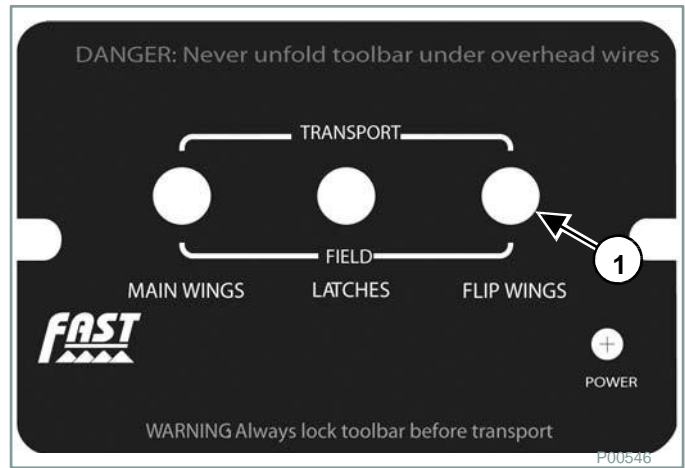 DANGER: Never unfold toolbar under overhead wires
TRANSPORT
FIELD
1
MAIN WINGS LATCHES FLIP WINGS
FAST
POWER
WARNING Always lock toolbar before transport
P00546